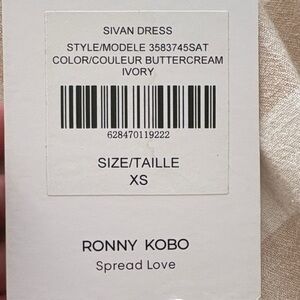 SIVAN DRESS
STYLE/MODELE 3583745SAT
COLOR/COULEUR BUTTERCREAM
IVORY
628470119222
SIZE/TAILLE
XS
RONNY KOBO
Spread Love